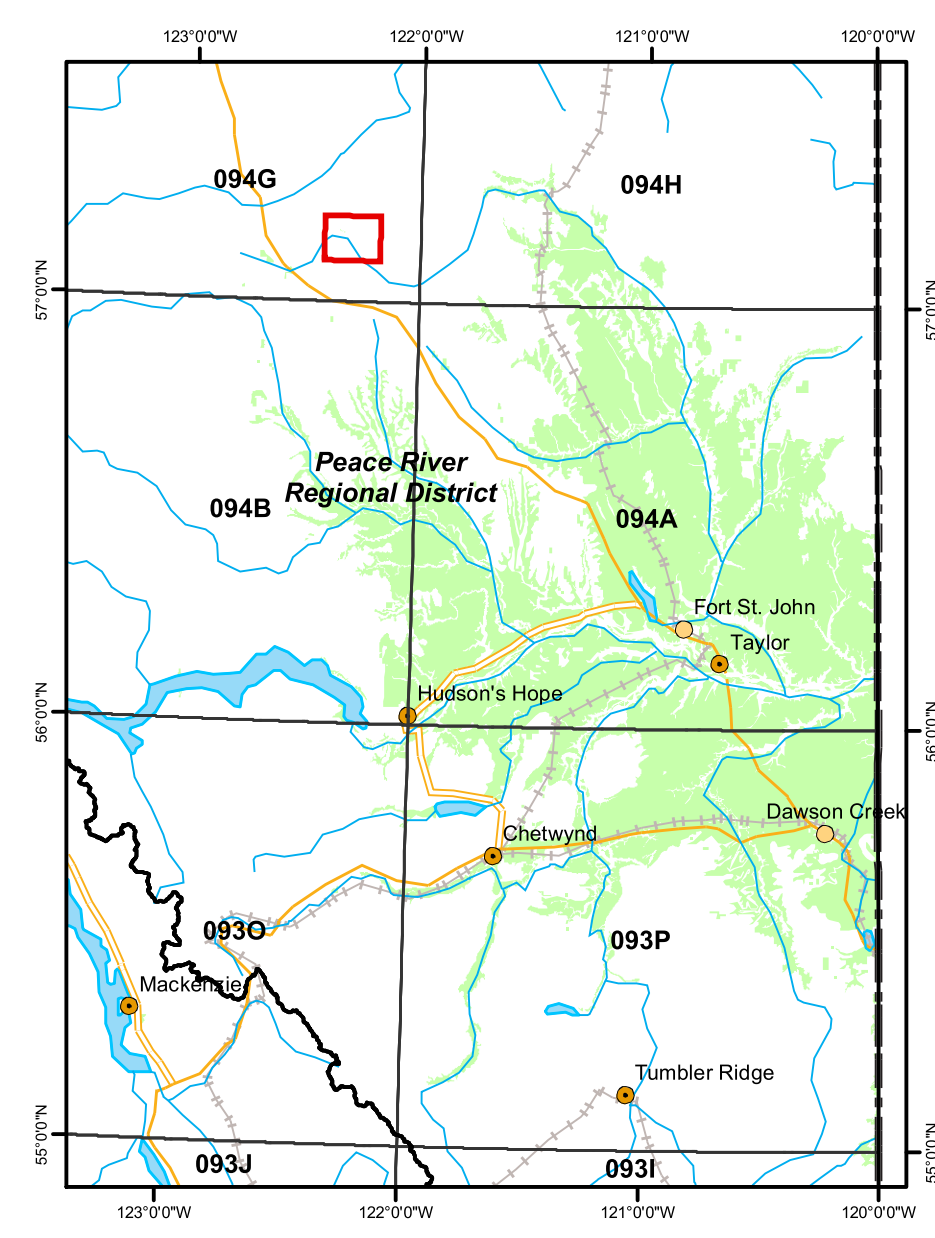 123°0'0"W
122°0'0"W
121°0'0"W
120°0'0"W
094G
094H
57°0'0"N
57°0'0"N
Peace River
Regional District
094B
094A
Fort St. John
Taylor
Hudson's Hope
56°0'0"N
56°0'0"N
Dawson Creek
Chetwynd
093O
093P
Mackenzie
Tumbler Ridge
55°0'0"N
55°0'0"N
093J
093I
123°0'0"W
122°0'0"W
121°0'0"W
120°0'0"W